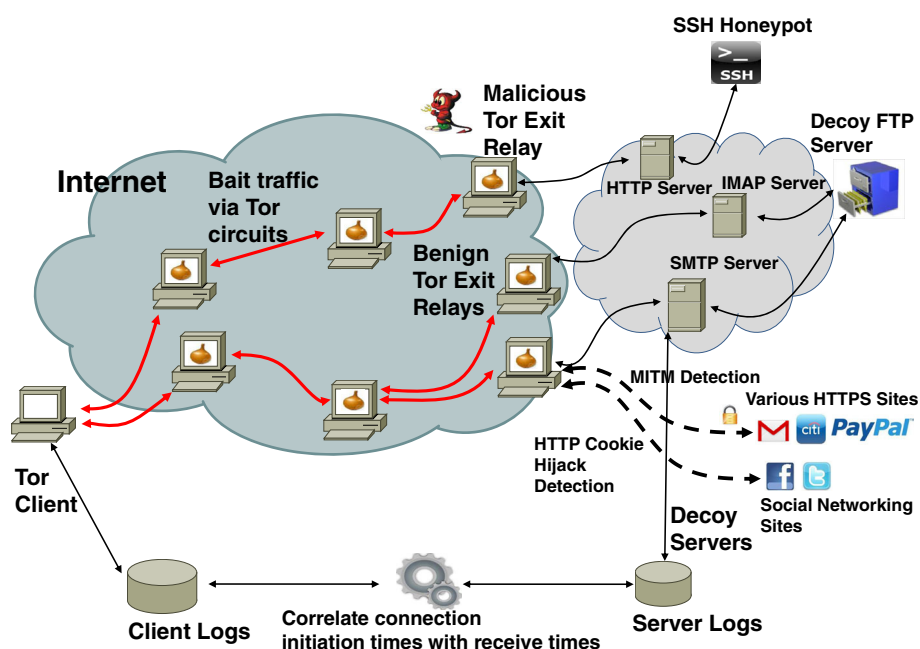 SSH Honeypot
>_
SSH
Malicious
Tor Exit
Relay
Decoy FTP
Server
Internet
Bait traffic
via Tor
circuits
HTTP Server
IMAP Server
Benign
Tor Exit
Relays
SMTP Server
MITM Detection
Various HTTPS Sites
citi
PayPal™
HTTP Cookie
Hijack
Detection
f
t
Social Networking
Sites
Tor
Client
Decoy
Servers
Client Logs
Correlate connection
initiation times with receive times
Server Logs